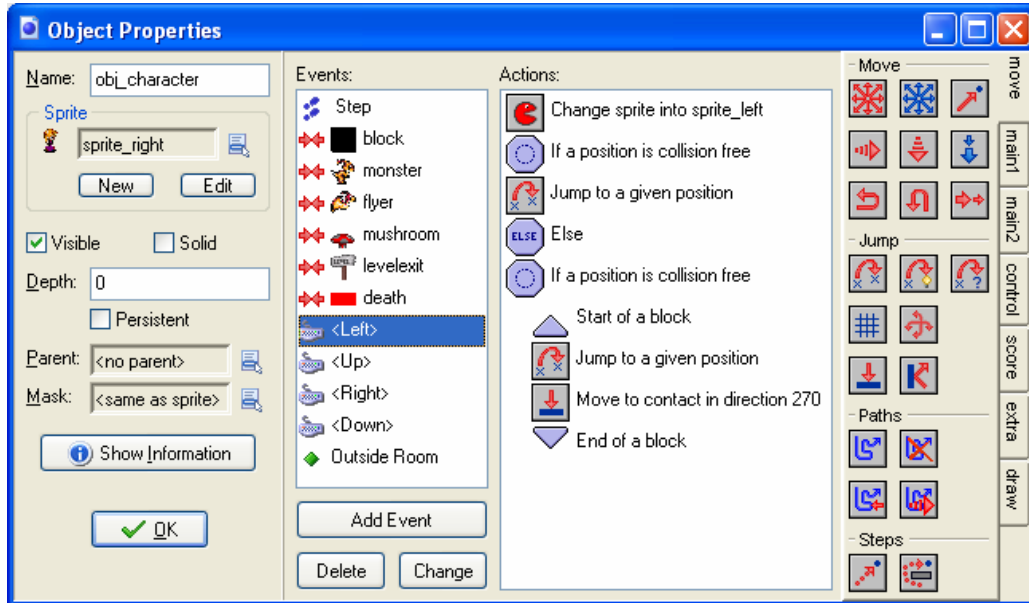 Object Properties
Name:
obj_character
Sprite
sprite_right
New
Edit
Visible
Solid
Depth:
0
Persistent
Parent:
<no parent>
Mask:
<same as sprite>
Show Information
OK
Events:
Step
block
monster
flyer
mushroom
levelexit
death
<Left>
<Up>
<Right>
<Down>
Outside Room
Add Event
Delete
Change
Actions:
Change sprite into sprite_left
If a position is collision free
Jump to a given position
ELSE
Else
If a position is collision free
Start of a block
Jump to a given position
Move to contact in direction 270
End of a block
Move
Jump
?
Paths
Steps
move
main1
main2
control
score
extra
draw